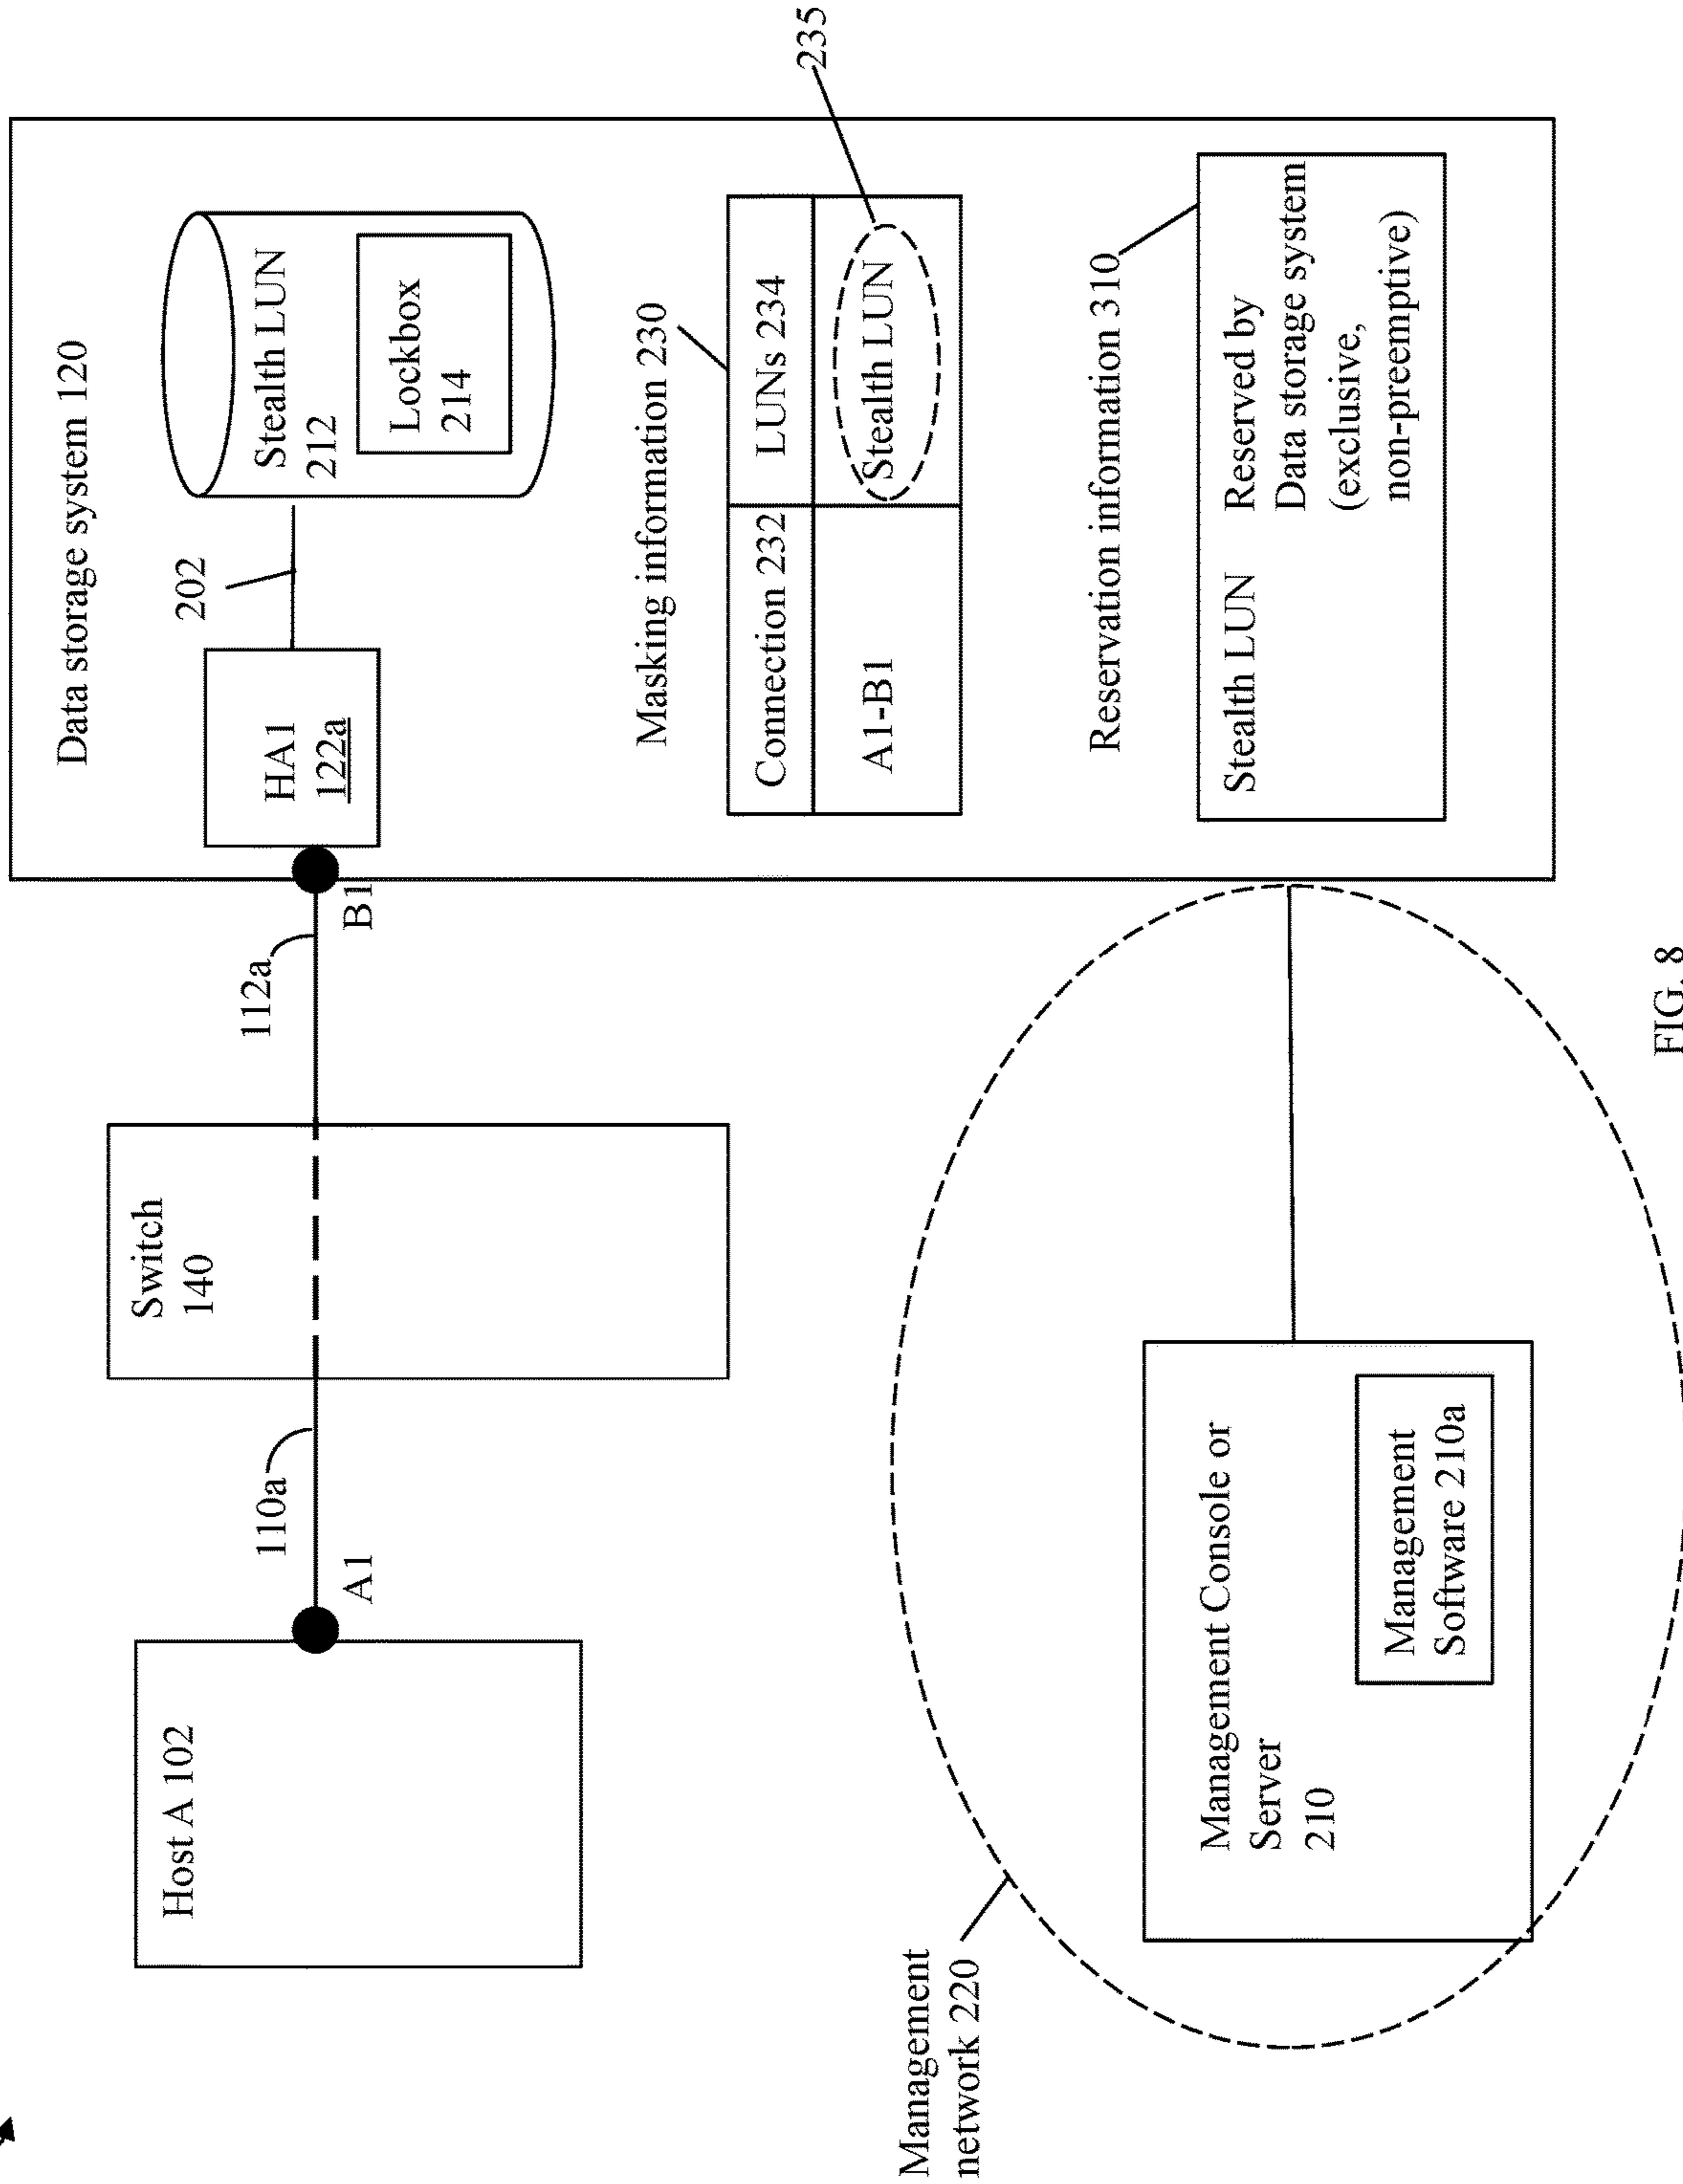 Data storage system 120
Host A 102
A1
110a
Switch
140
112a
B1
HA1
122a
202
Stealth LUN
212
Lockbox
214
Masking information 230
Connection 232
LUNs 234
A1-B1
Stealth LUN
235
Reservation information 310
Stealth LUN Reserved by
Data storage system
(exclusive,
non-preemptive)
Management
network 220
Management Console or
Server
210
Management
Software 210a
FIG. 8